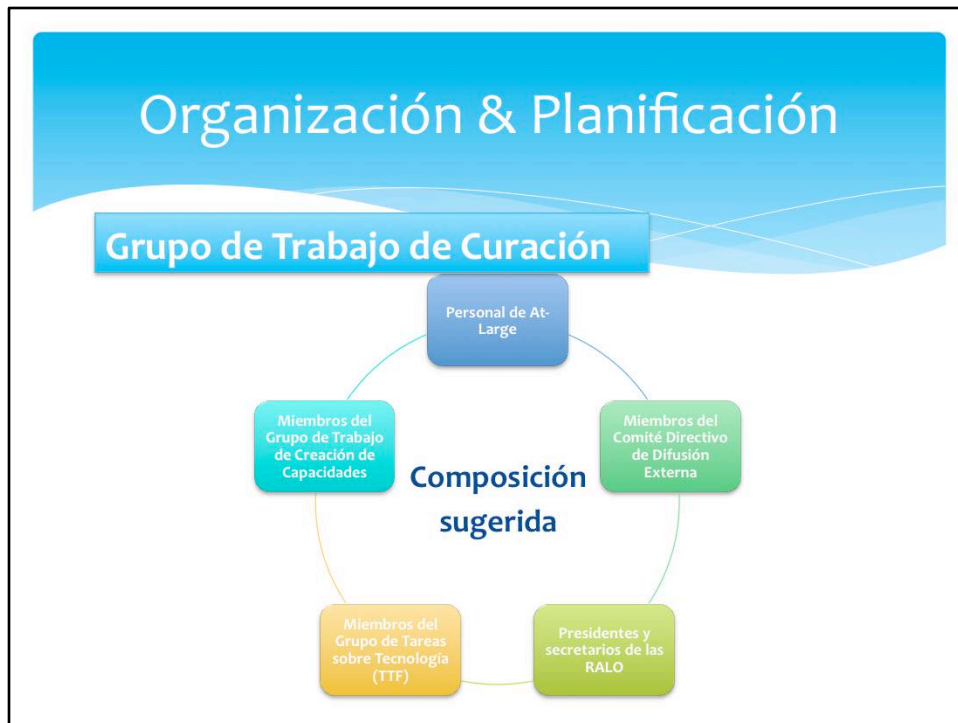 Organización & Planificación
Grupo de Trabajo de Curación
Personal de At-
Large
Miembros del
Comité Directivo
de Difusión
Externa
Presidentes y
secretarios de las
RALO
Miembros del
Grupo de Tareas
sobre Tecnología
(TTF)
Miembros del
Grupo de Trabajo
de Creación de
Capacidades
Composición
sugerida